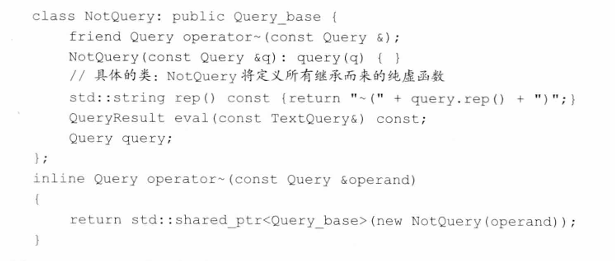 class NotQuery: public Query_base {
friend Query operator~(const Query &);
NotQuery(const Query &q): query(q) { }
// 具体的类：NotQuery 将定义所有继承而来的纯虚函数
std::string rep() const {return "~(" + query.rep() + ")";}
QueryResult eval(const TextQuery&) const;
Query query;
};
inline Query operator~(const Query &operand)
{
return std::shared_ptr<Query_base>(new NotQuery(operand));
}